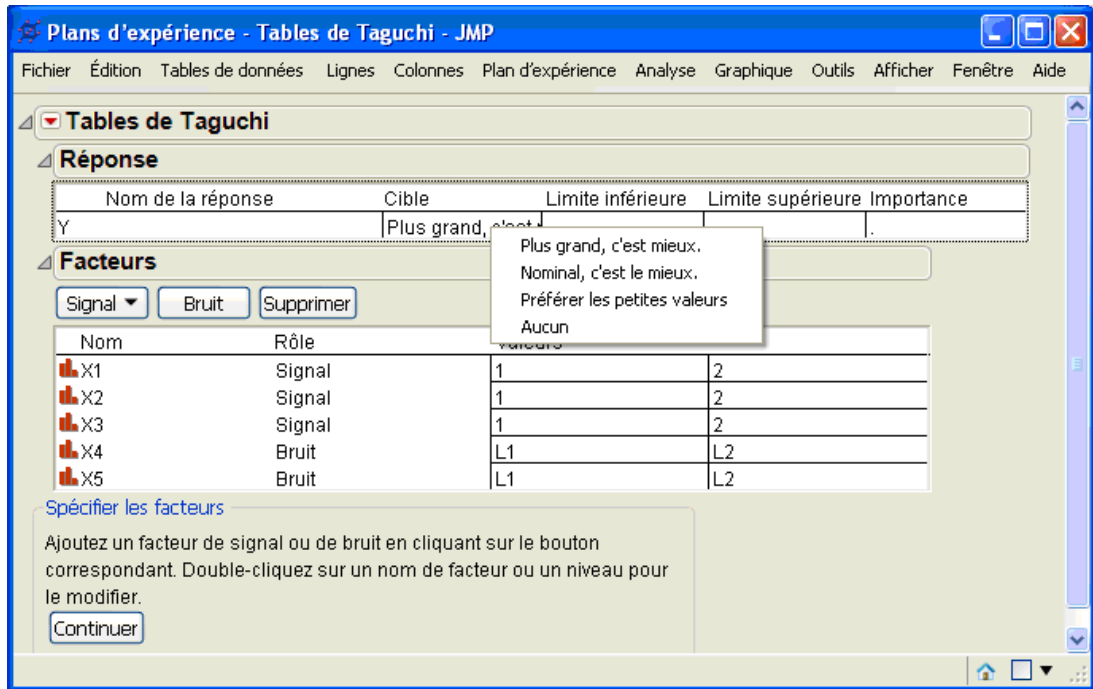 Plans d'expérience - Tables de Taguchi - JMP
Fichier Édition Tables de données Lignes Colonnes Plan d'expérience Analyse Graphique Outils Afficher Fenêtre Aide
Tables de Taguchi
Réponse
Nom de la réponse Cible Limite inférieure Limite supérieure Importance
Y Plus grand, c'est . .
Plus grand, c'est mieux.
Nominal, c'est le mieux.
Préférer les petites valeurs
Aucun
Facteurs
Signal Bruit Supprimer
Nom Rôle Valeurs
X1 Signal 1 2
X2 Signal 1 2
X3 Signal 1 2
X4 Bruit L1 L2
X5 Bruit L1 L2
Spécifier les facteurs
Ajoutez un facteur de signal ou de bruit en cliquant sur le bouton
correspondant. Double-cliquez sur un nom de facteur ou un niveau pour
le modifier.
Continuer